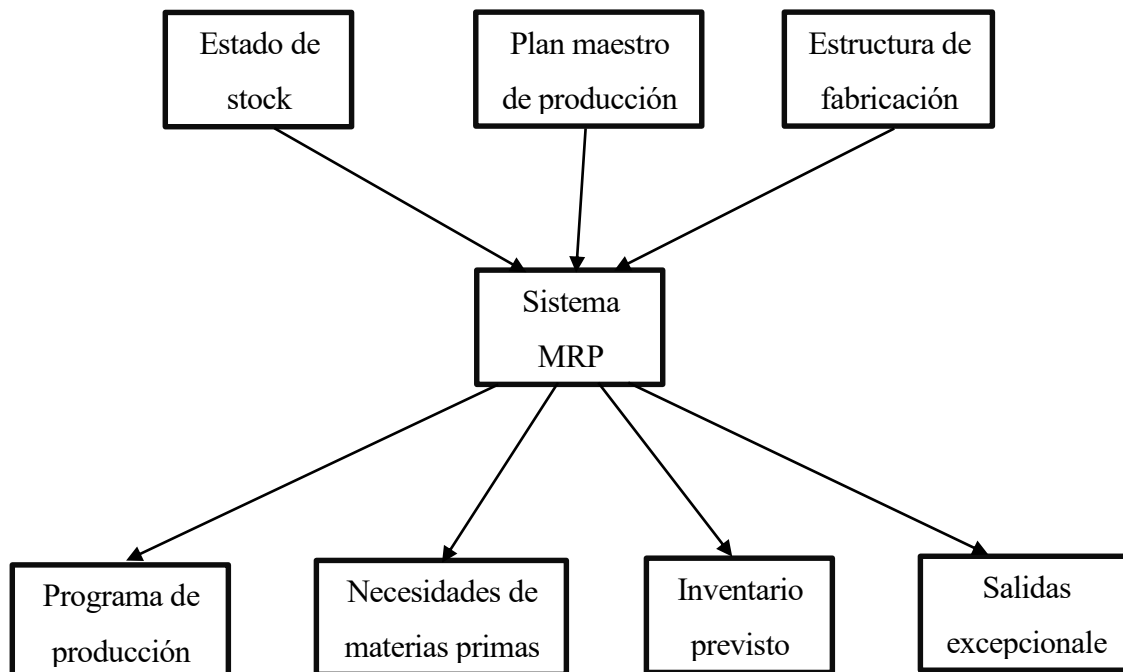 Estado de
stock
Plan maestro
de producción
Estructura de
fabricación
Sistema
MRP
Programa de
producción
Necesidades de
materias primas
Inventario
previsto
Salidas
excepcionale